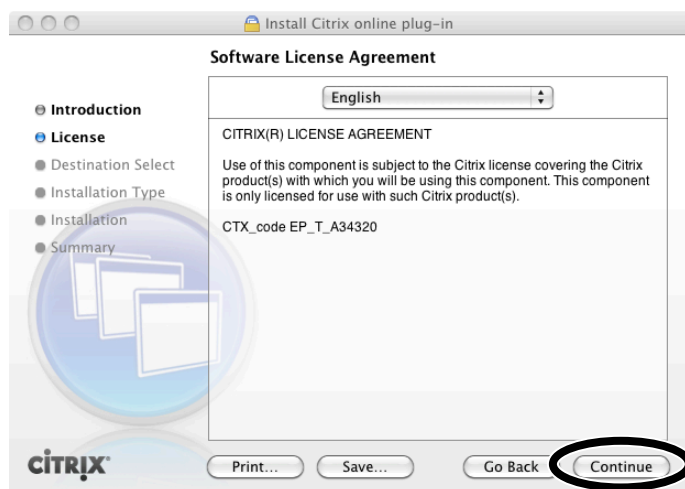 Install Citrix online plug-in
Software License Agreement
Introduction
License
Destination Select
Installation Type
Installation
Summary
English
CITRIX(R) LICENSE AGREEMENT
Use of this component is subject to the Citrix license covering the Citrix
product(s) with which you will be using this component. This component
is only licensed for use with such Citrix product(s).
CTX_code EP_T_A34320
CITRIX
Print...
Save...
Go Back
Continue